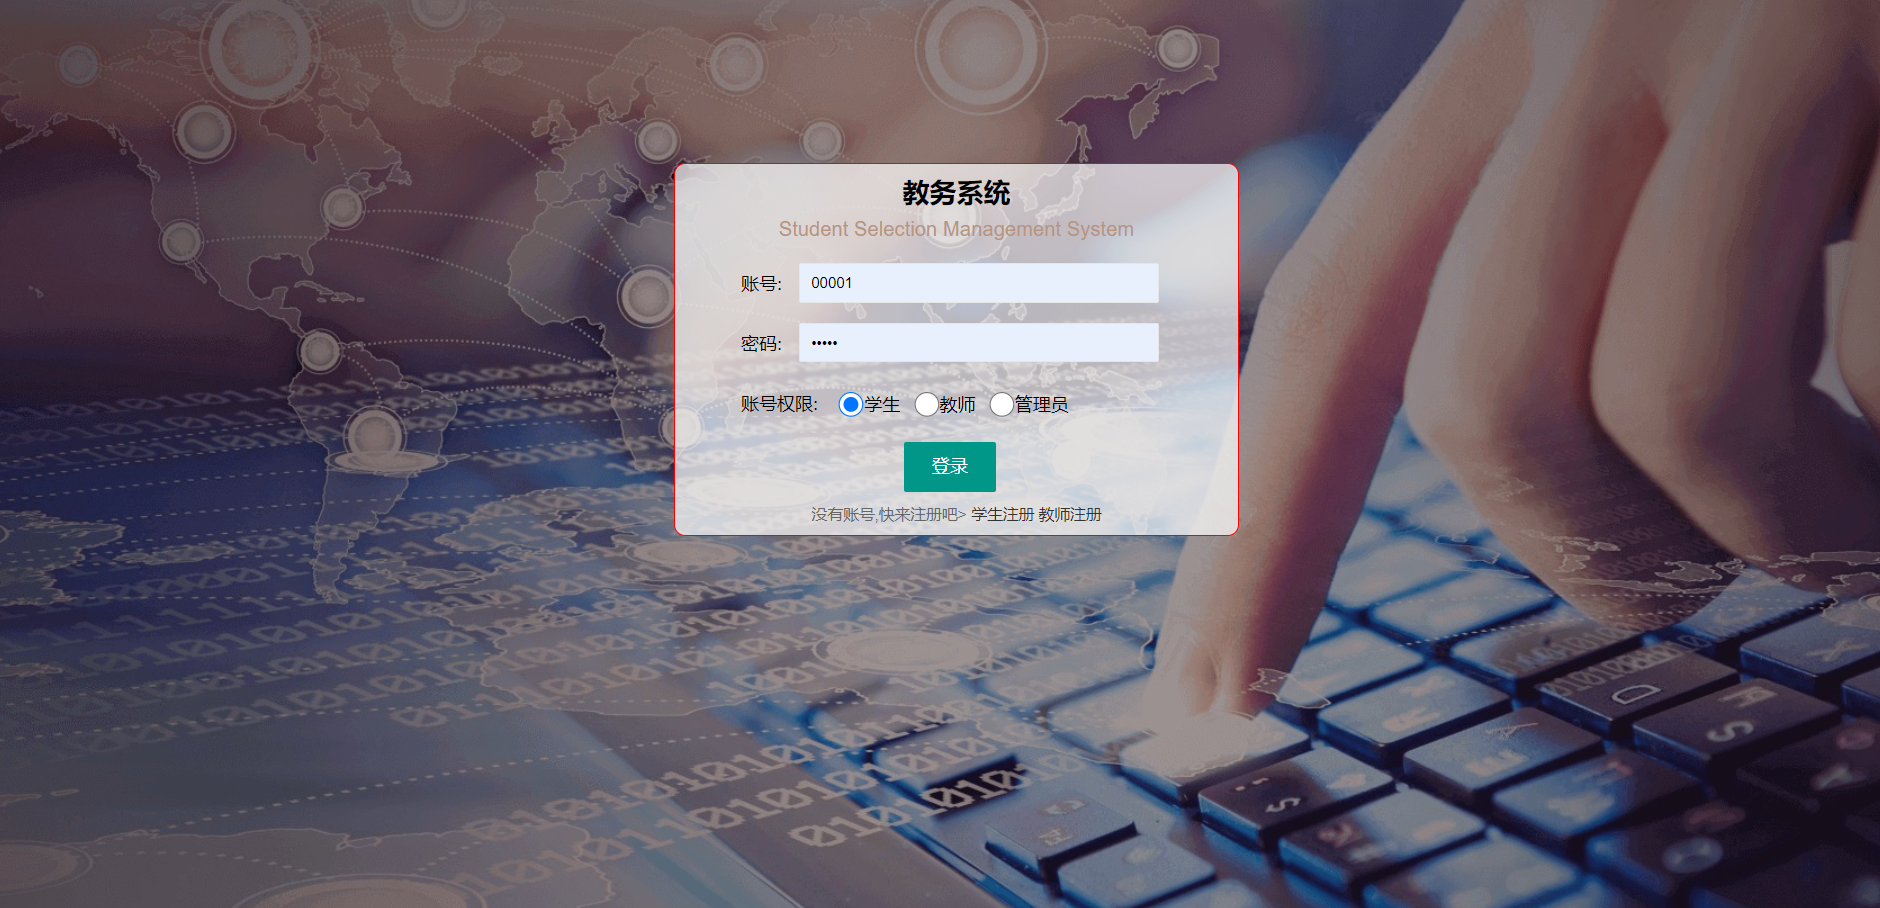 教务系统
Student Selection Management System
账号: 00001
密码: •••••
账号权限: 学生 教师 管理员
登录
没有账号,快来注册吧> 学生注册 教师注册